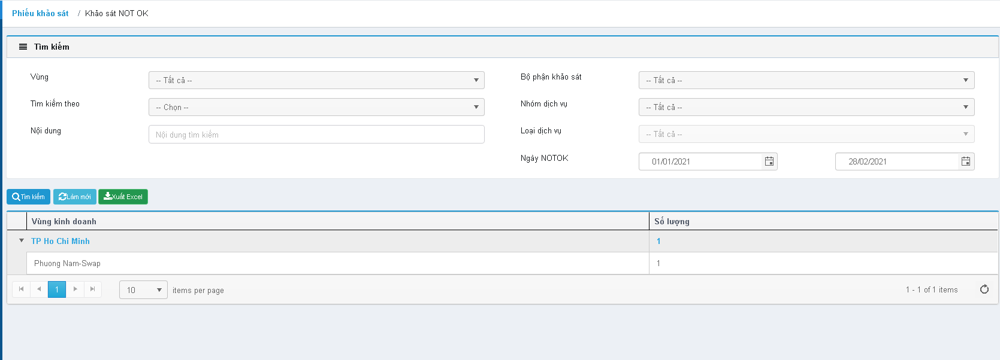 Phiếu khảo sát / Khảo sát NOT OK
Tìm kiếm
Vùng -- Tất cả -- Bộ phận khảo sát -- Tất cả --
Tìm kiếm theo -- Chọn -- Nhóm dịch vụ -- Tất cả --
Nội dung Nội dung tìm kiếm Loại dịch vụ -- Tất cả --
Ngày NOTOK 01/01/2021 28/02/2021
Tìm kiếm Làm mới Xuất Excel
Vùng kinh doanh Số lượng
TP Ho Chi Minh 1
Phuong Nam-Swap 1
1 10 items per page 1 - 1 of 1 items